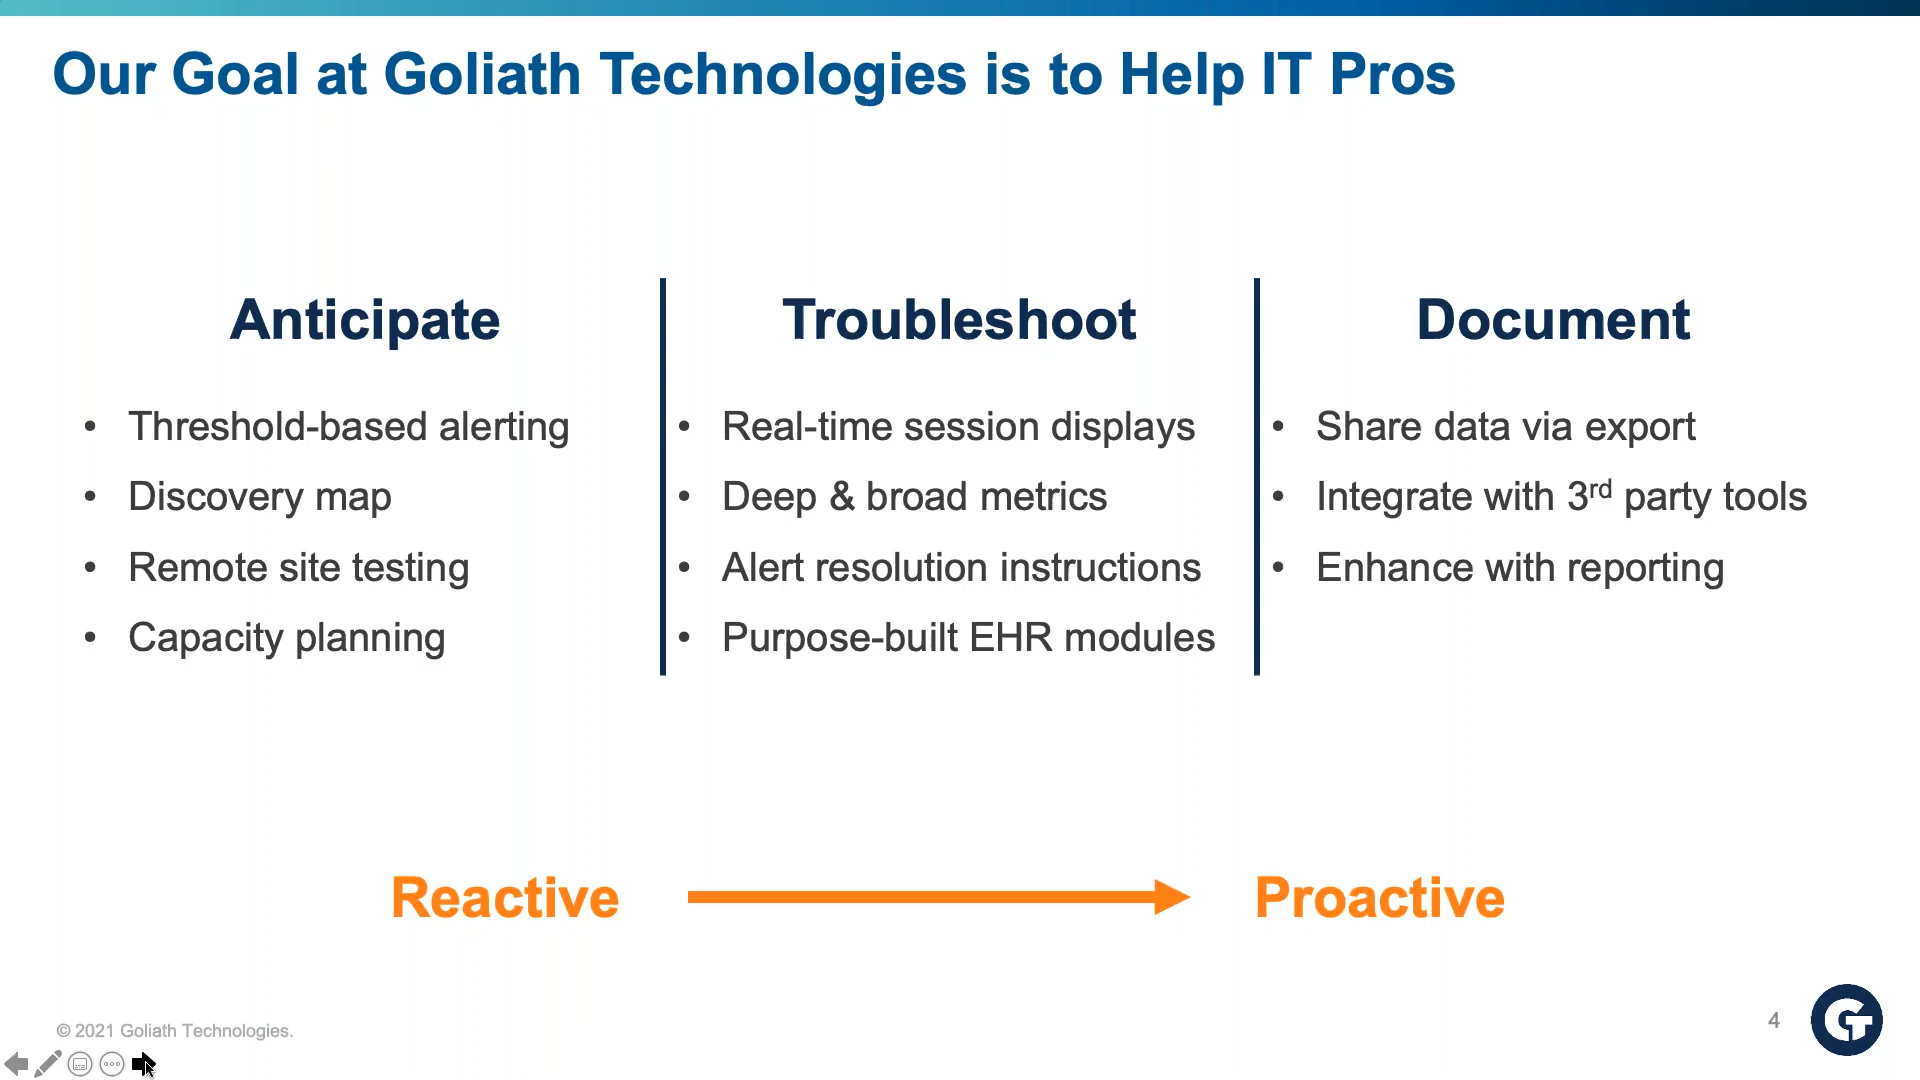 Our Goal at Goliath Technologies is to Help IT Pros
Anticipate
• Threshold-based alerting
• Discovery map
• Remote site testing
• Capacity planning
Troubleshoot
• Real-time session displays
• Deep & broad metrics
• Alert resolution instructions
• Purpose-built EHR modules
Document
• Share data via export
• Integrate with 3rd party tools
• Enhance with reporting
Reactive
Proactive
© 2021 Goliath Technologies.
4
GT